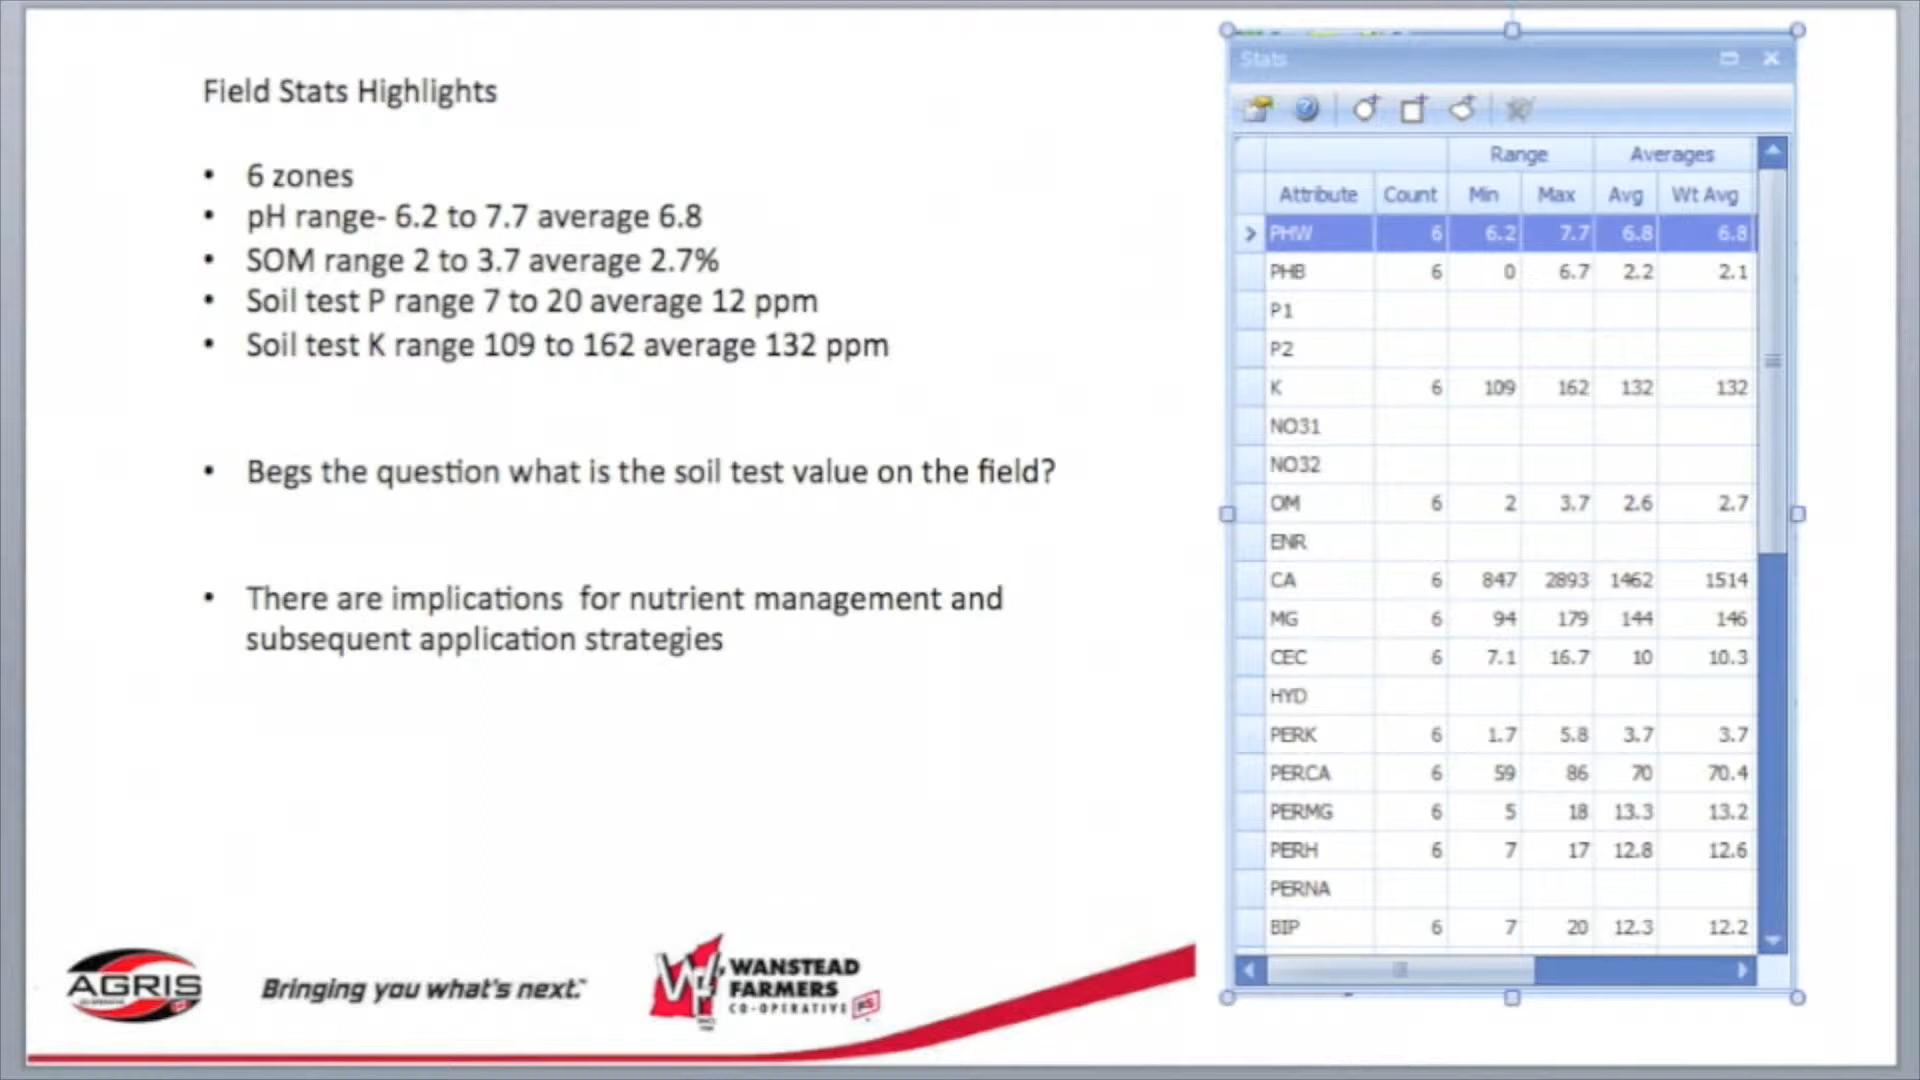 Field Stats Highlights
• 6 zones
• pH range- 6.2 to 7.7 average 6.8
• SOM range 2 to 3.7 average 2.7%
• Soil test P range 7 to 20 average 12 ppm
• Soil test K range 109 to 162 average 132 ppm
• Begs the question what is the soil test value on the field?
• There are implications for nutrient management and
subsequent application strategies
AGRIS
Bringing you what's next.™
WANSTEAD
FARMERS
CO-OPERATIVE
Stats
Range Averages
Attribute Count Min Max Avg Wt Avg
PHW 6 6.2 7.7 6.8 6.8
PHB 6 0 6.7 2.2 2.1
P1
P2
K 6 109 162 132 132
NO31
NO32
OM 6 2 3.7 2.6 2.7
ENR
CA 6 847 2893 1462 1514
MG 6 94 179 144 146
CEC 6 7.1 16.7 10 10.3
HYD
PERK 6 1.7 5.8 3.7 3.7
PERCA 6 59 86 70 70.4
PERMG 6 5 18 13.3 13.2
PERH 6 7 17 12.8 12.6
PERNA
BIP 6 7 20 12.3 12.2